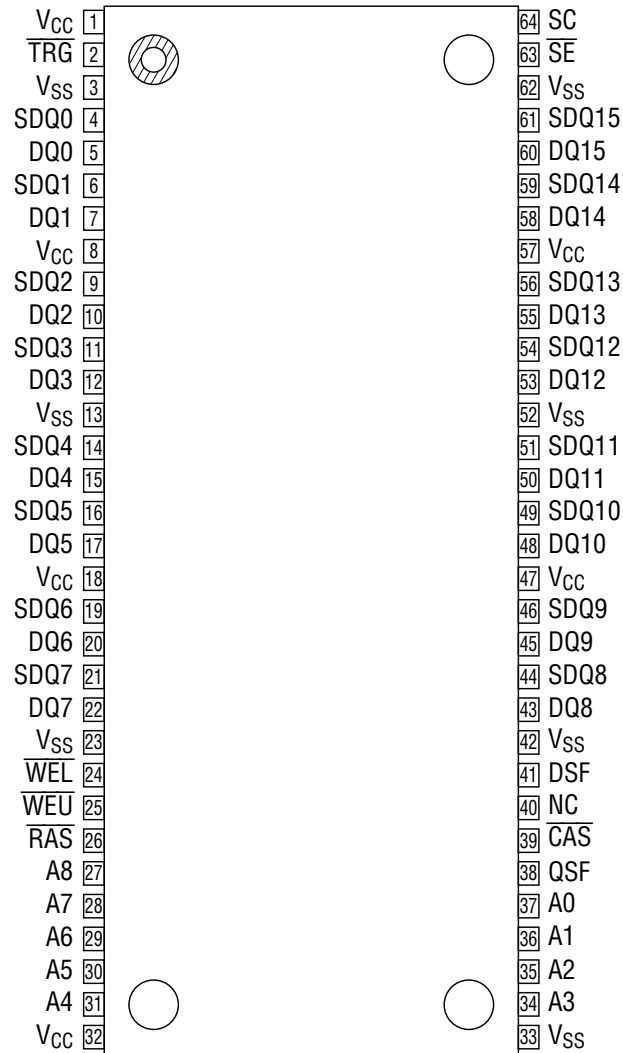 VCC 1 64 SC
TRG 2 63 SE
VSS 3 62 VSS
SDQ0 4 61 SDQ15
DQ0 5 60 DQ15
SDQ1 6 59 SDQ14
DQ1 7 58 DQ14
VCC 8 57 VCC
SDQ2 9 56 SDQ13
DQ2 10 55 DQ13
SDQ3 11 54 SDQ12
DQ3 12 53 DQ12
VSS 13 52 VSS
SDQ4 14 51 SDQ11
DQ4 15 50 DQ11
SDQ5 16 49 SDQ10
DQ5 17 48 DQ10
VCC 18 47 VCC
SDQ6 19 46 SDQ9
DQ6 20 45 DQ9
SDQ7 21 44 SDQ8
DQ7 22 43 DQ8
VSS 23 42 VSS
WEL 24 41 DSF
WEU 25 40 NC
RAS 26 39 CAS
A8 27 38 QSF
A7 28 37 A0
A6 29 36 A1
A5 30 35 A2
A4 31 34 A3
VCC 32 33 VSS